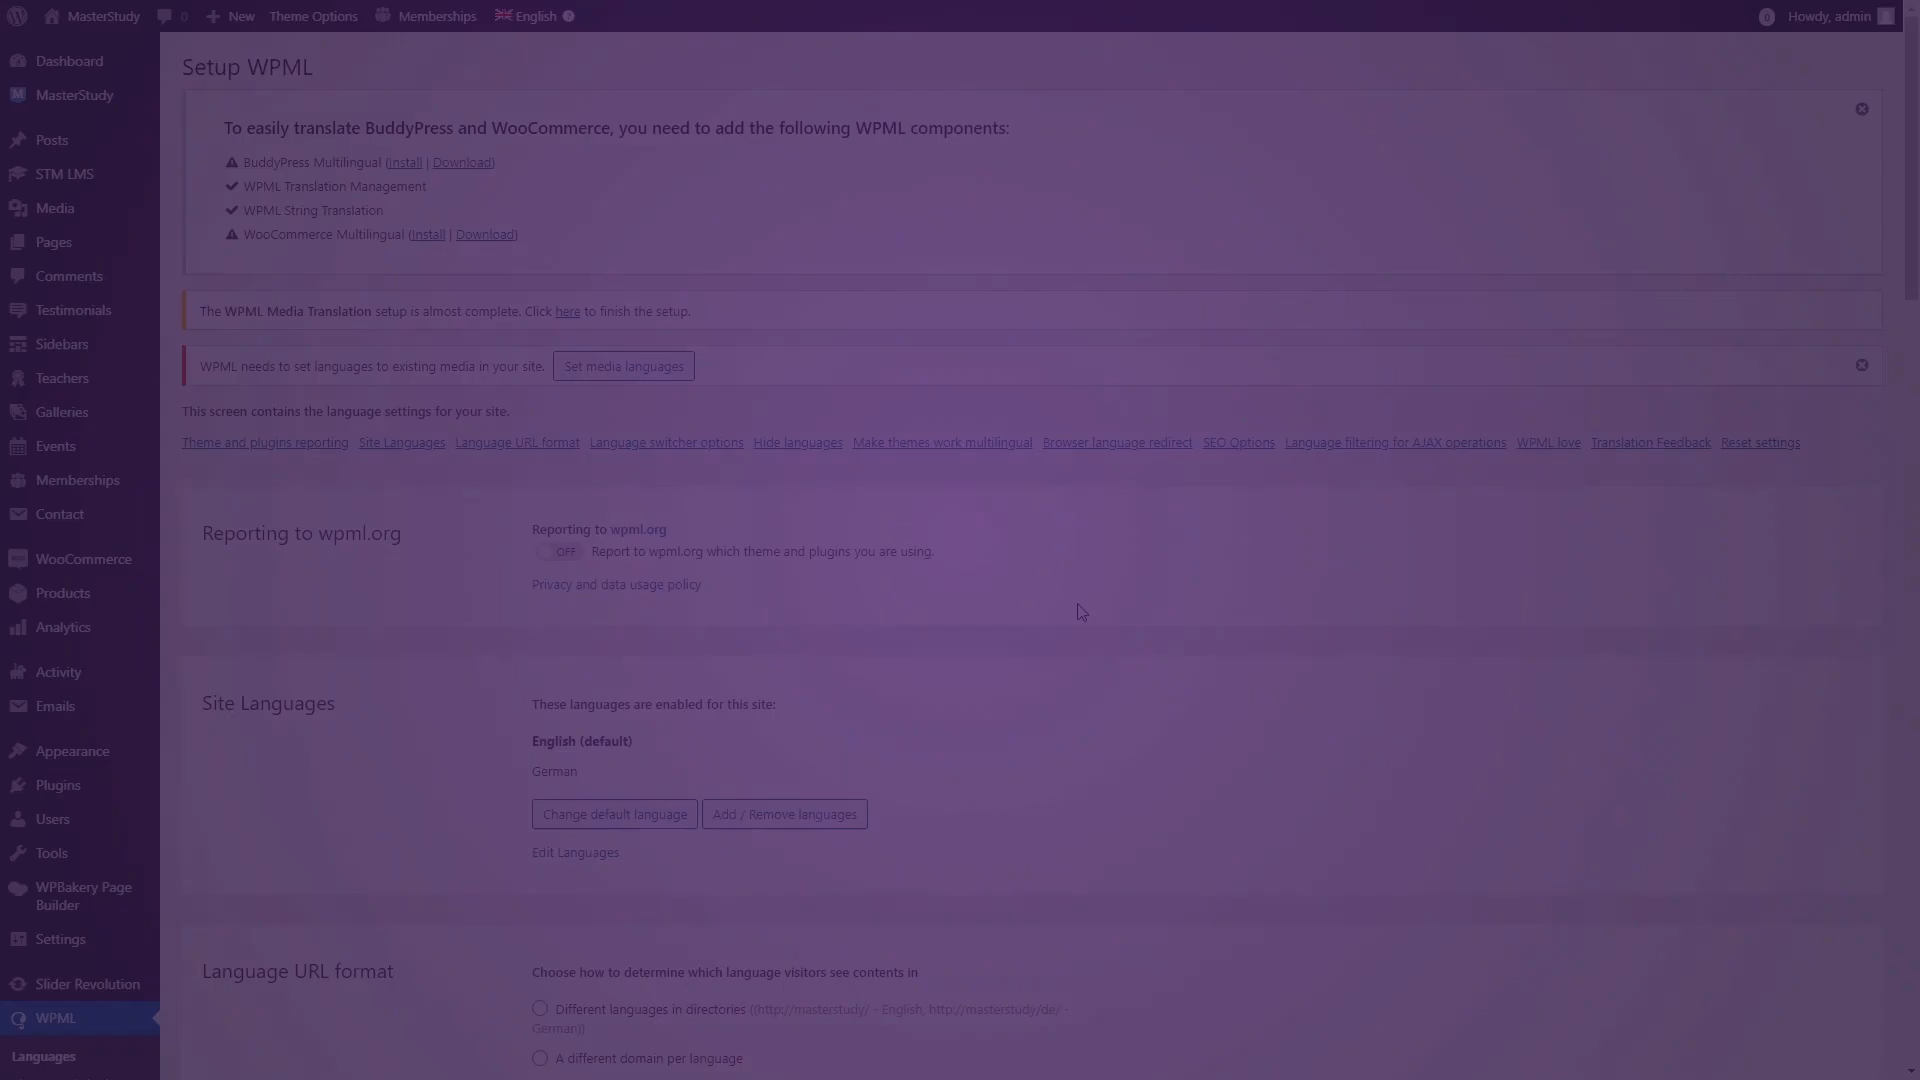 MasterStudy 0 New Theme Options Memberships English ? 0 Howdy, admin
Dashboard
MasterStudy
Posts
STM LMS
Media
Pages
Comments
Testimonials
Sidebars
Teachers
Galleries
Events
Memberships
Contact
WooCommerce
Products
Analytics
Activity
Emails
Appearance
Plugins
Users
Tools
WPBakery Page
Builder
Settings
Slider Revolution
WPML
Languages
Setup WPML
To easily translate BuddyPress and WooCommerce, you need to add the following WPML components:
BuddyPress Multilingual (Install | Download)
WPML Translation Management
WPML String Translation
WooCommerce Multilingual (Install | Download)
The WPML Media Translation setup is almost complete. Click here to finish the setup.
WPML needs to set languages to existing media in your site. Set media languages
This screen contains the language settings for your site.
Theme and plugins reporting Site Languages Language URL format Language switcher options Hide languages Make themes work multilingual Browser language redirect SEO Options Language filtering for AJAX operations WPML love Translation Feedback Reset settings
Reporting to wpml.org
Reporting to wpml.org
OFF Report to wpml.org which theme and plugins you are using.
Privacy and data usage policy
Site Languages
These languages are enabled for this site:
English (default)
German
Change default language Add / Remove languages
Edit Languages
Language URL format
Choose how to determine which language visitors see contents in
Different languages in directories ((http://masterstudy/ - English, http://masterstudy/de/ -
German))
A different domain per language